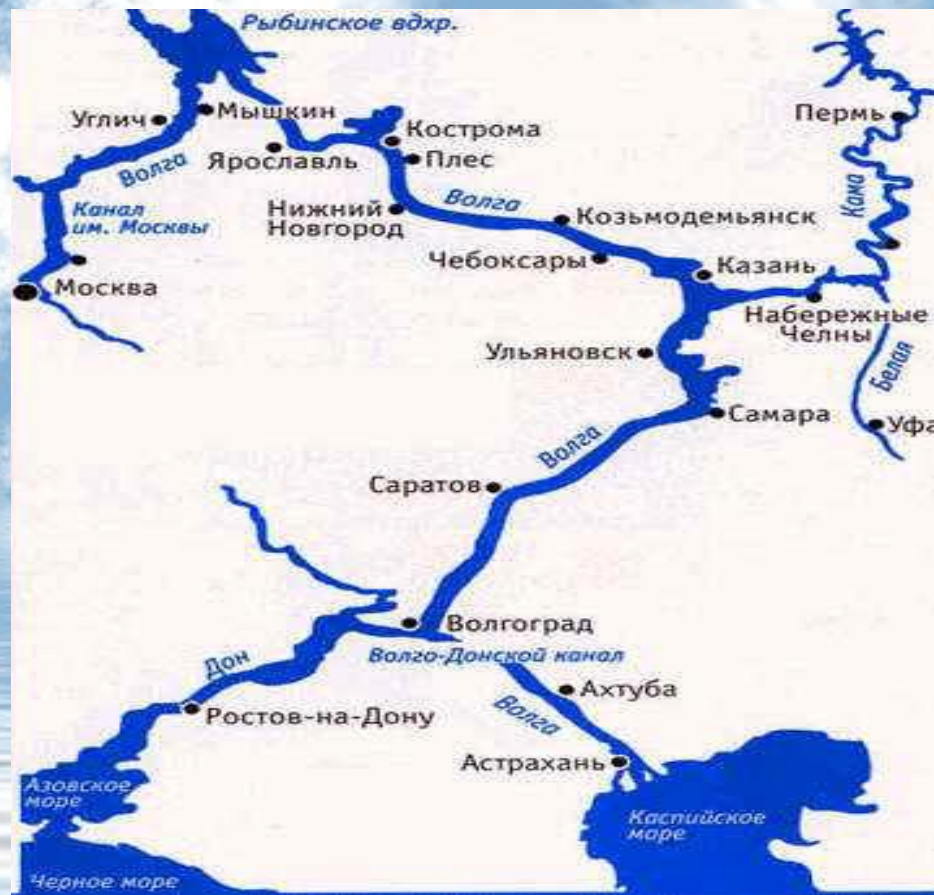 Рыбинское вдхр.
Углич
Мышкин
Пермь
Кострома
Волга
Ярославль
Плес
Кама
Канал
им. Москвы
Нижний
Новгород
Волга
Козьмодемьянск
Чебоксары
Казань
Москва
Набережные
Челны
Ульяновск
Белая
Самара
Уфа
Волга
Саратов
Волгоград
Волго-Донской канал
Дон
Ахтуба
Ростов-на-Дону
Волга
Астрахань
Азовское
море
Каспийское
море
Черное море